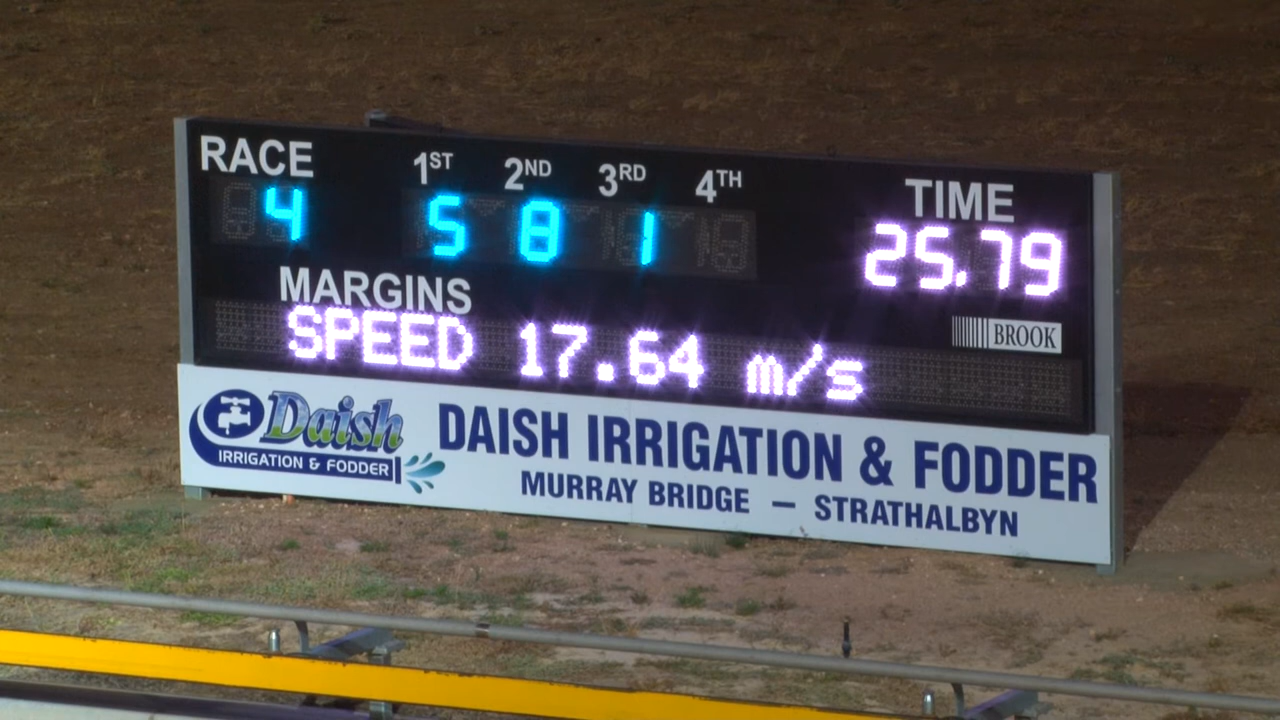 RACE 1ST 2ND 3RD 4TH TIME
4 5 8 1 25.79
MARGINS
SPEED 17.64 m/s
BROOK
Daish
IRRIGATION & FODDER
DAISH IRRIGATION & FODDER
MURRAY BRIDGE — STRATHALBYN